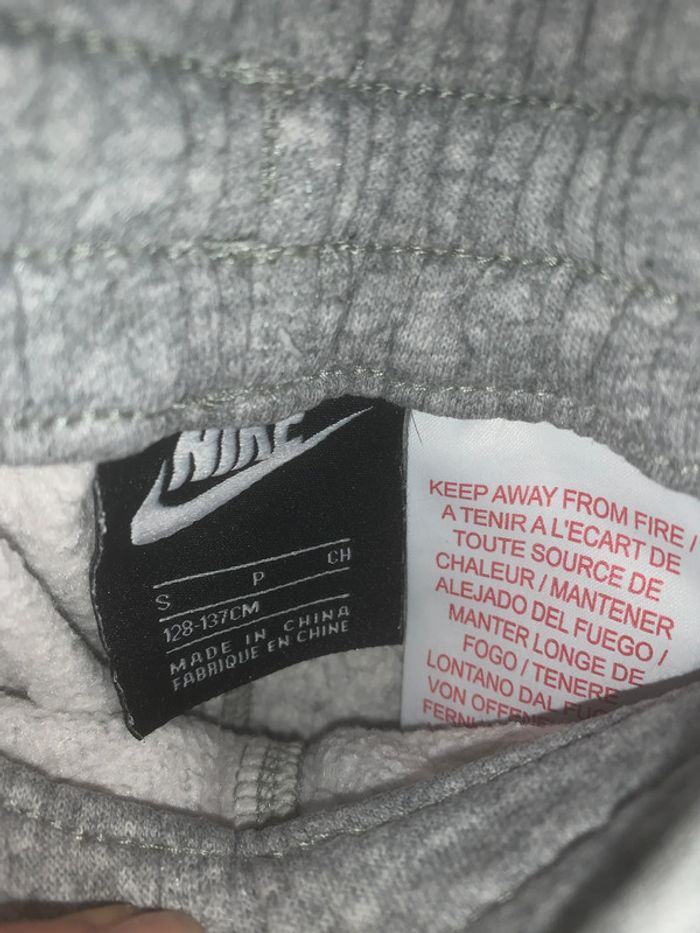 NIKE
S P CH
128-137CM
MADE IN CHINA
FABRIQUE EN CHINE
KEEP AWAY FROM FIRE /
A TENIR A L'ECART DE
TOUTE SOURCE DE
CHALEUR / MANTENER
ALEJADO DEL FUEGO /
MANTER LONGE DE
FOGO / TENERE
LONTANO DAL
VON